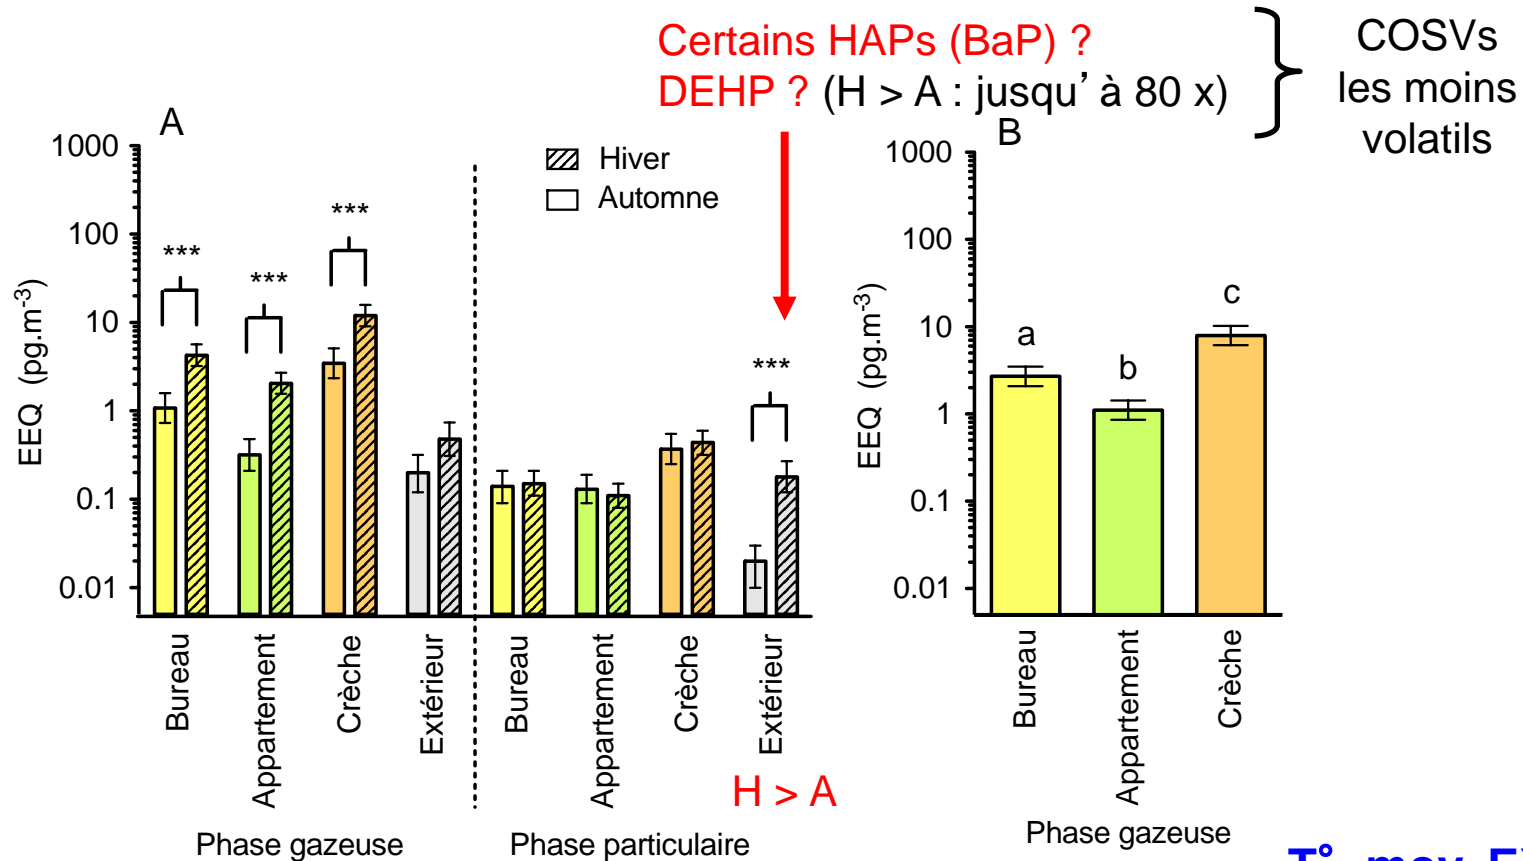 Certains HAPs (BaP) ?
DEHP ? (H > A : jusqu’ à 80 x)
COSVs
les moins
volatils
A
1000
100
10
1
0.1
0.01
EEQ (pg.m-3)
Hiver
Automne
***
***
***
***
Bureau
Appartement
Crèche
Extérieur
Bureau
Appartement
Crèche
Extérieur
H > A
Phase gazeuse
Phase particulaire
B
1000
100
10
1
0.1
0.01
EEQ (pg.m-3)
a
b
c
Bureau
Appartement
Crèche
Phase gazeuse